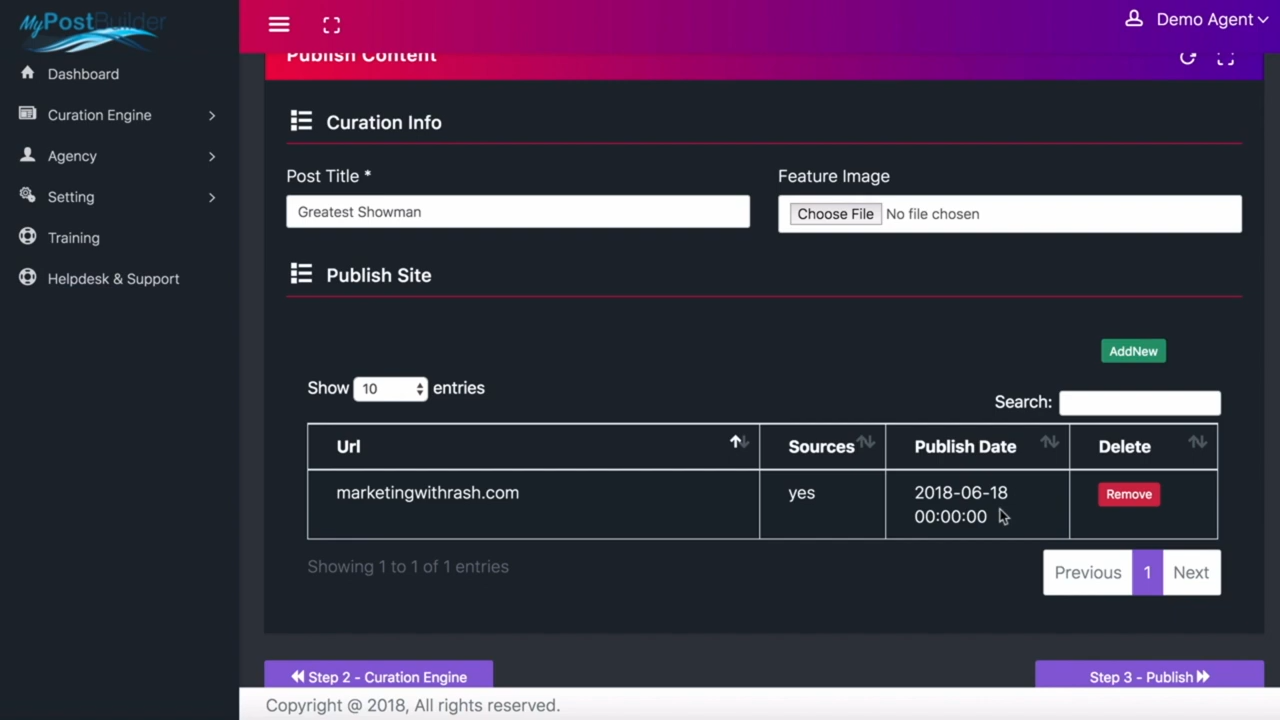 MyPostBuilder
Demo Agent
Publish Content
Dashboard
Curation Engine
Agency
Setting
Training
Helpdesk & Support
Curation Info
Post Title *
Feature Image
Greatest Showman
Choose File No file chosen
Publish Site
AddNew
Show 10 entries
Search:
Url Sources Publish Date Delete
marketingwithrash.com yes 2018-06-18 Remove
00:00:00
Showing 1 to 1 of 1 entries
Previous 1 Next
Step 2 - Curation Engine
Step 3 - Publish
Copyright @ 2018, All rights reserved.